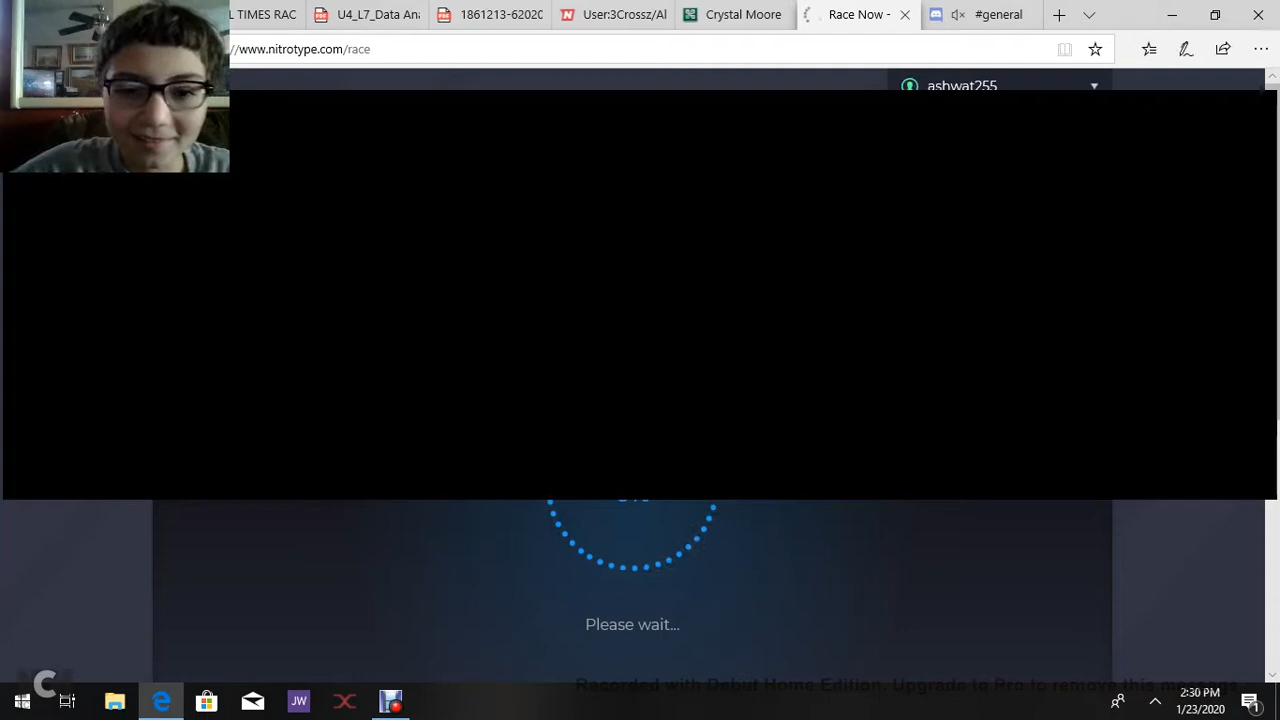 L TIMES RAC
U4_L7_Data An
1861213-62020
User:3Crossz/Al
Crystal Moore
Race Now -
#general
//www.nitrotype.com/race
ashwat255
Please wait...
Recorded with Debut Home Edition. Upgrade to Pro to remove this message
JW
2:30 PM
1/23/2020